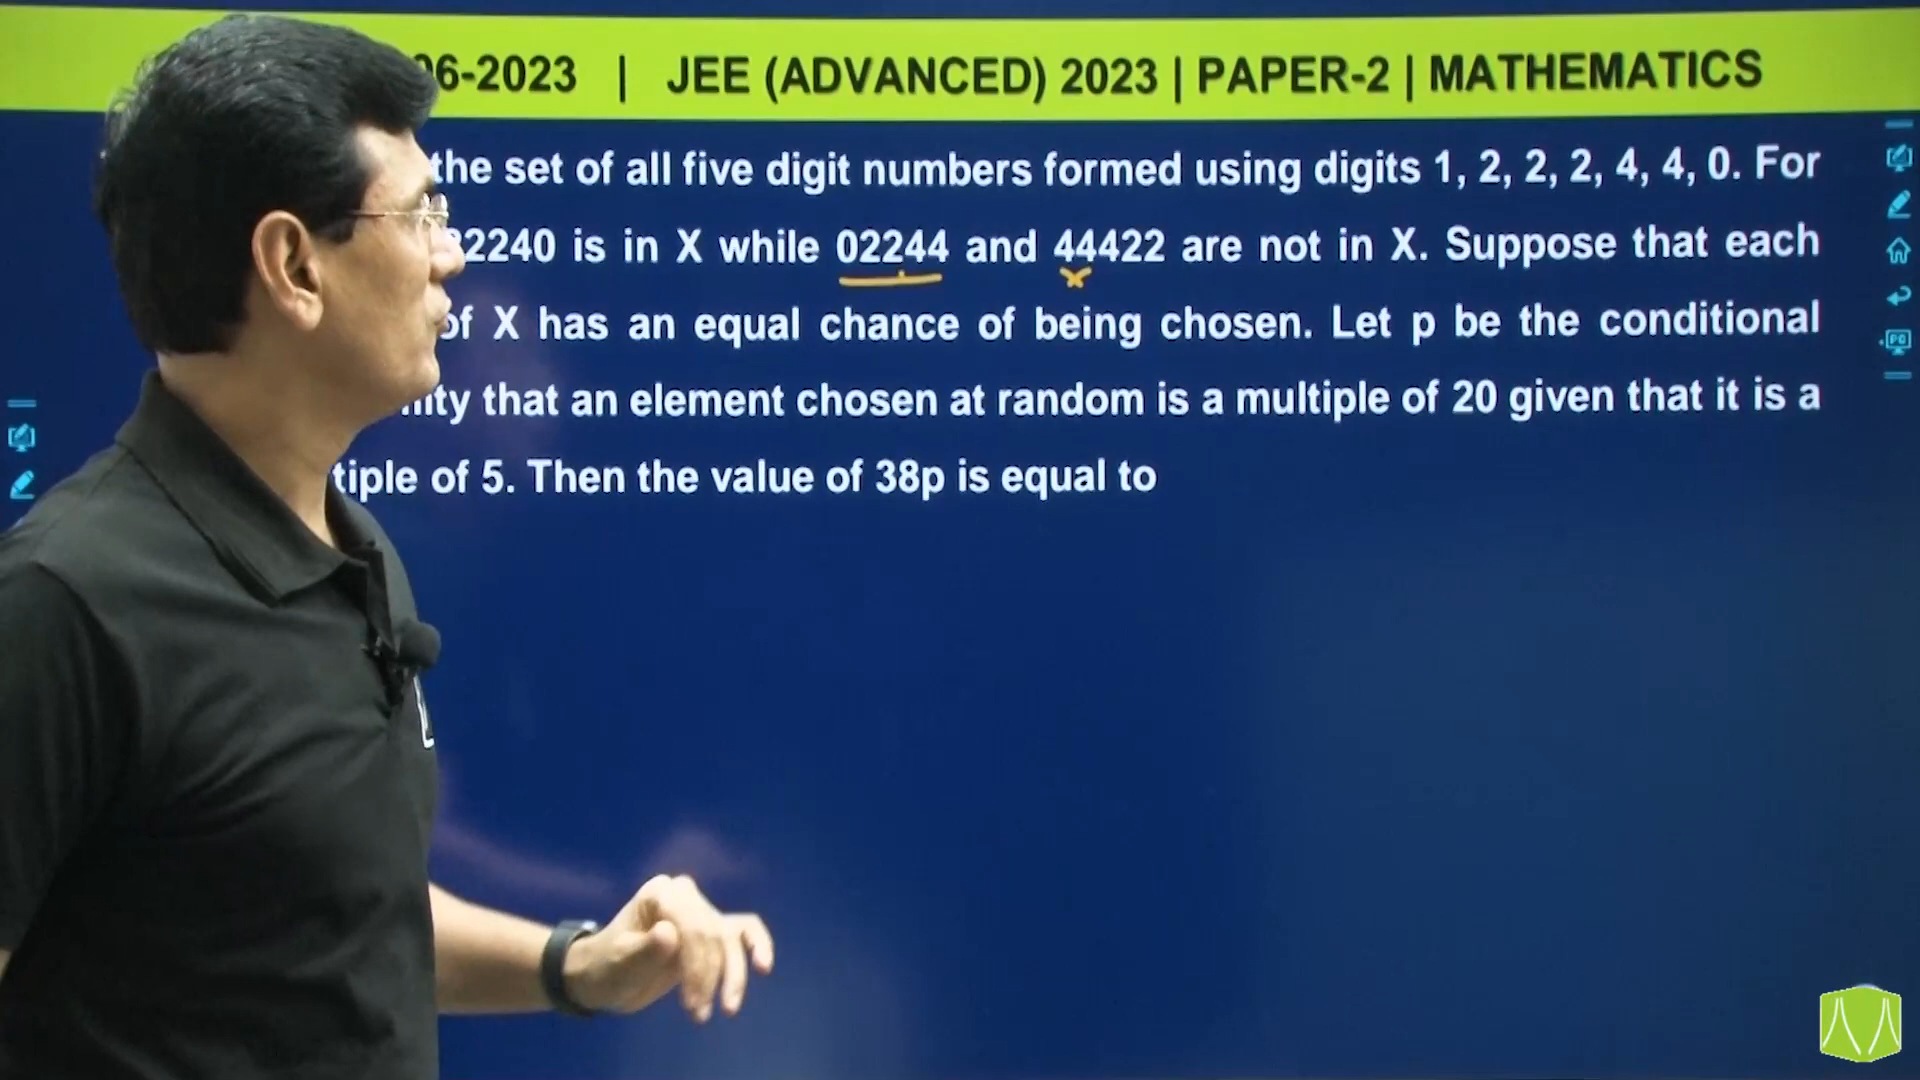 06-2023 | JEE (ADVANCED) 2023 | PAPER-2 | MATHEMATICS
the set of all five digit numbers formed using digits 1, 2, 2, 2, 4, 4, 0. For
2240 is in X while 02244 and 44422 are not in X. Suppose that each
of X has an equal chance of being chosen. Let p be the conditional
ility that an element chosen at random is a multiple of 20 given that it is a
tiple of 5. Then the value of 38p is equal to